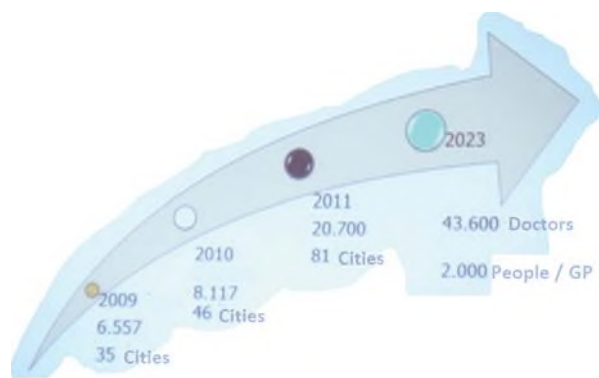 2009
6.557
35 Cities
2010
8.117
46 Cities
2011
20.700
81 Cities
2023
43.600 Doctors
2.000 People / GP